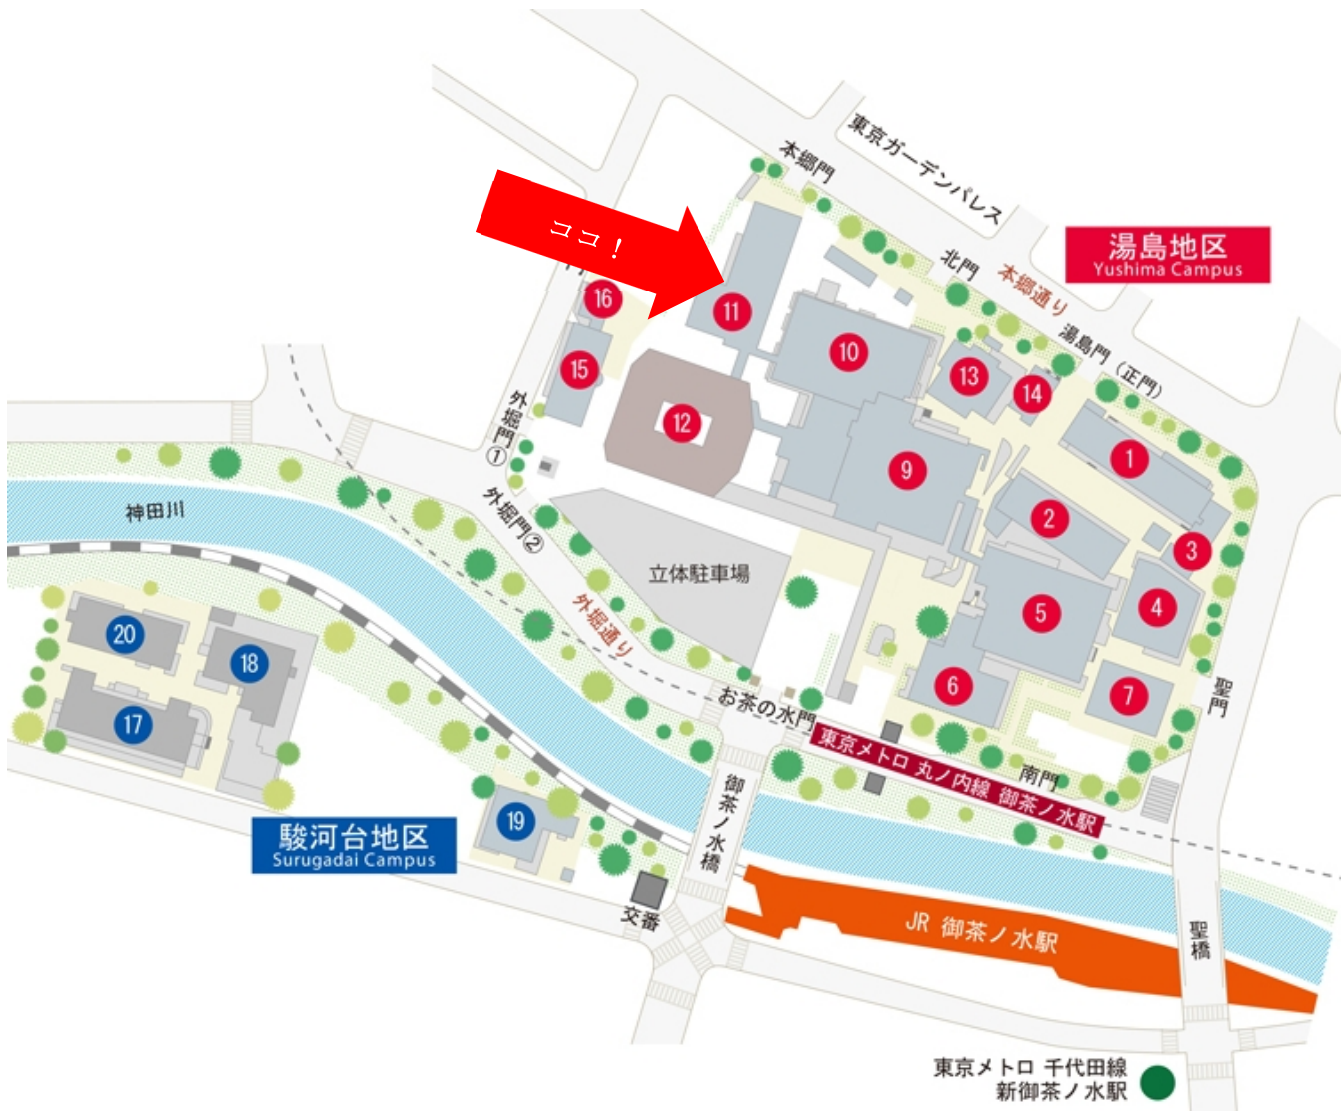 本郷門
東京ガーデンパレス
ココ！
門
北門
本郷通り
湯島地区
Yushima Campus
湯島門（正門）
16
11
10
15
13
14
12
外堀門①
1
9
2
外堀門②
3
神田川
立体駐車場
4
5
20
18
外堀通り
6
7
聖門
17
お茶の水門
東京メトロ 丸ノ内線 御茶ノ水駅
南門
御茶ノ水橋
19
駿河台地区
Surugadai Campus
交番
JR 御茶ノ水駅
聖橋
東京メトロ 千代田線
新御茶ノ水駅